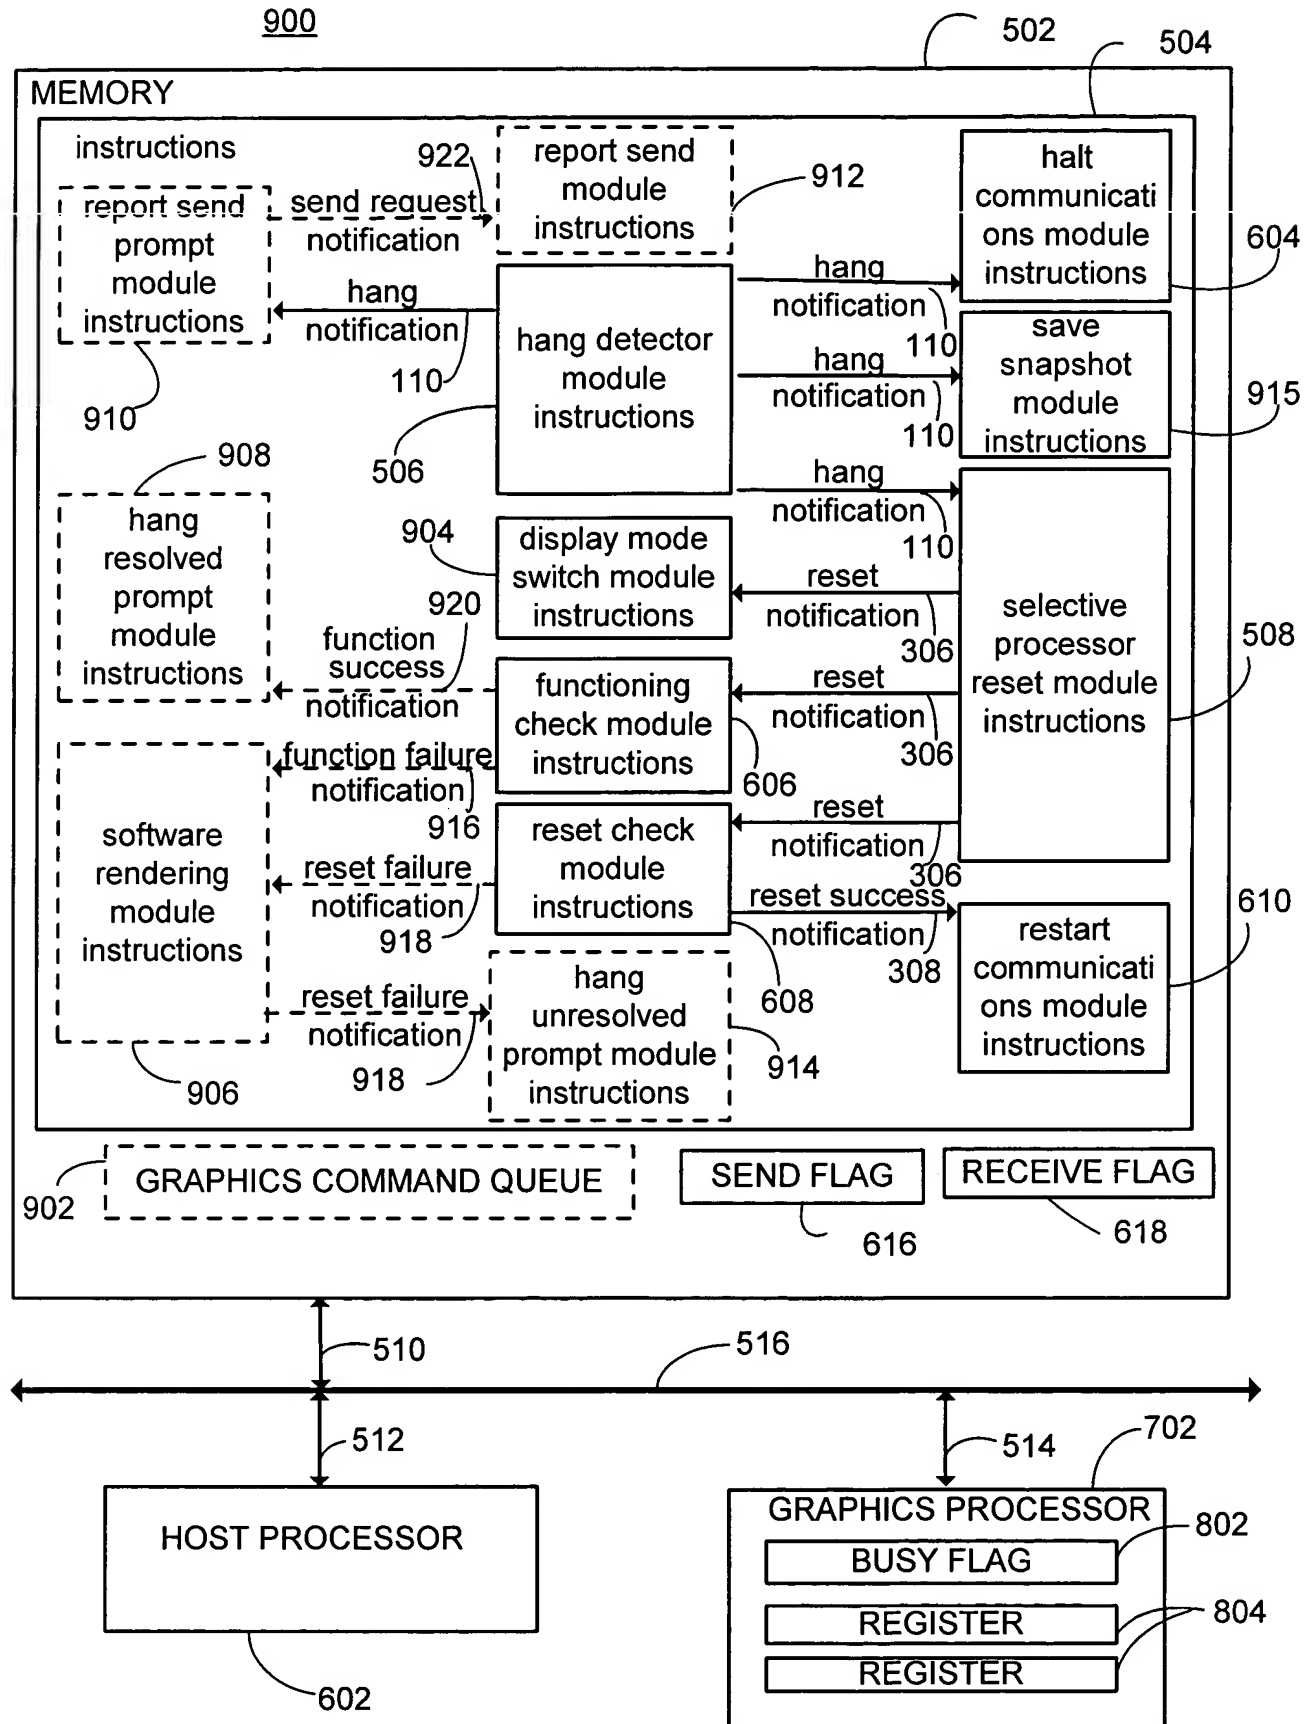 900
502
504
MEMORY
instructions
report send
prompt
module
instructions
910
922
send request
notification
report send
module
instructions
912
halt
communicati
ons module
instructions
604
hang
notification
110
hang detector
module
instructions
506
hang
notification
110
hang
notification
110
save
snapshot
module
instructions
915
hang
notification
110
908
hang
resolved
prompt
module
instructions
904
display mode
switch module
instructions
reset
notification
306
selective
processor
reset module
instructions
508
920
function
success
notification
functioning
check module
instructions
606
reset
notification
306
function failure
notification
916
software
rendering
module
instructions
906
reset failure
notification
918
reset check
module
instructions
608
reset
notification
306
reset success
notification
308
restart
communicati
ons module
instructions
610
reset failure
notification
918
hang
unresolved
prompt module
instructions
914
GRAPHICS COMMAND QUEUE
902
SEND FLAG
616
RECEIVE FLAG
618
510
516
512
514
702
HOST PROCESSOR
602
GRAPHICS PROCESSOR
BUSY FLAG
802
REGISTER
804
REGISTER